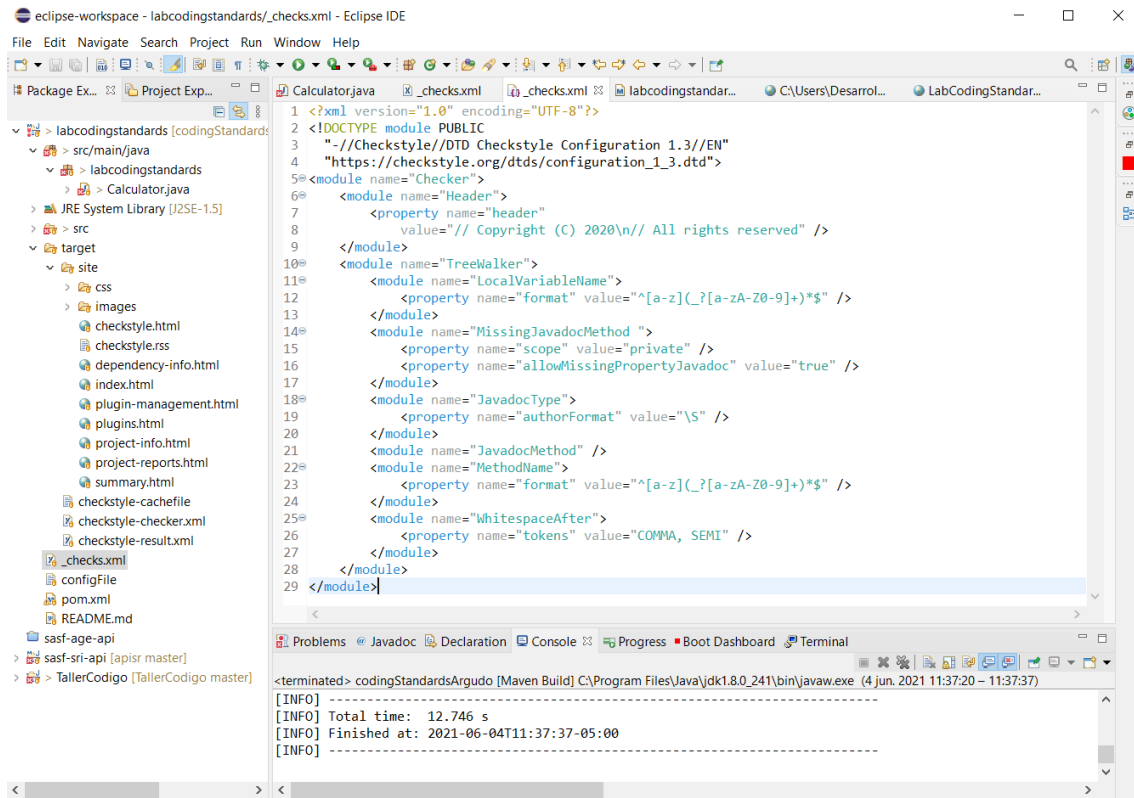 eclipse-workspace - labcodingstandards/_checks.xml - Eclipse IDE
File Edit Navigate Search Project Run Window Help
Package Ex... Project Exp...
> labcodingstandards [codingStandards
> src/main/java
> labcodingstandards
> Calculator.java
JRE System Library [J2SE-1.5]
> src
target
site
css
images
checkstyle.html
checkstyle.rss
dependency-info.html
index.html
plugin-management.html
plugins.html
project-info.html
project-reports.html
summary.html
checkstyle-cachefile
checkstyle-checker.xml
checkstyle-result.xml
_checks.xml
configFile
pom.xml
README.md
sasf-age-api
sasf-sri-api [apisr master]
> TallerCodigo [TallerCodigo master]
Calculator.java _checks.xml _checks.xml labcodingstandar... C:\Users\Desarrol... LabCodingStandar...
1 <?xml version="1.0" encoding="UTF-8"?>
2 <!DOCTYPE module PUBLIC
3 "-//Checkstyle//DTD Checkstyle Configuration 1.3//EN"
4 "https://checkstyle.org/dtds/configuration_1_3.dtd">
5 <module name="Checker">
6 <module name="Header">
7 <property name="header"
8 value="// Copyright (C) 2020\n// All rights reserved" />
9 </module>
10 <module name="TreeWalker">
11 <module name="LocalVariableName">
12 <property name="format" value="^[a-z](_?[a-zA-Z0-9]+)*$" />
13 </module>
14 <module name="MissingJavadocMethod ">
15 <property name="scope" value="private" />
16 <property name="allowMissingPropertyJavadoc" value="true" />
17 </module>
18 <module name="JavadocType">
19 <property name="authorFormat" value="\S" />
20 </module>
21 <module name="JavadocMethod" />
22 <module name="MethodName">
23 <property name="format" value="^[a-z](_?[a-zA-Z0-9]+)*$" />
24 </module>
25 <module name="WhitespaceAfter">
26 <property name="tokens" value="COMMA, SEMI" />
27 </module>
28 </module>
29 </module>
Problems Javadoc Declaration Console Progress Boot Dashboard Terminal
<terminated> codingStandardsArgudo [Maven Build] C:\Program Files\Java\jdk1.8.0_241\bin\javaw.exe (4 jun. 2021 11:37:20 – 11:37:37)
[INFO] ------------------------------------------------------------------------
[INFO] Total time: 12.746 s
[INFO] Finished at: 2021-06-04T11:37:37-05:00
[INFO] ------------------------------------------------------------------------